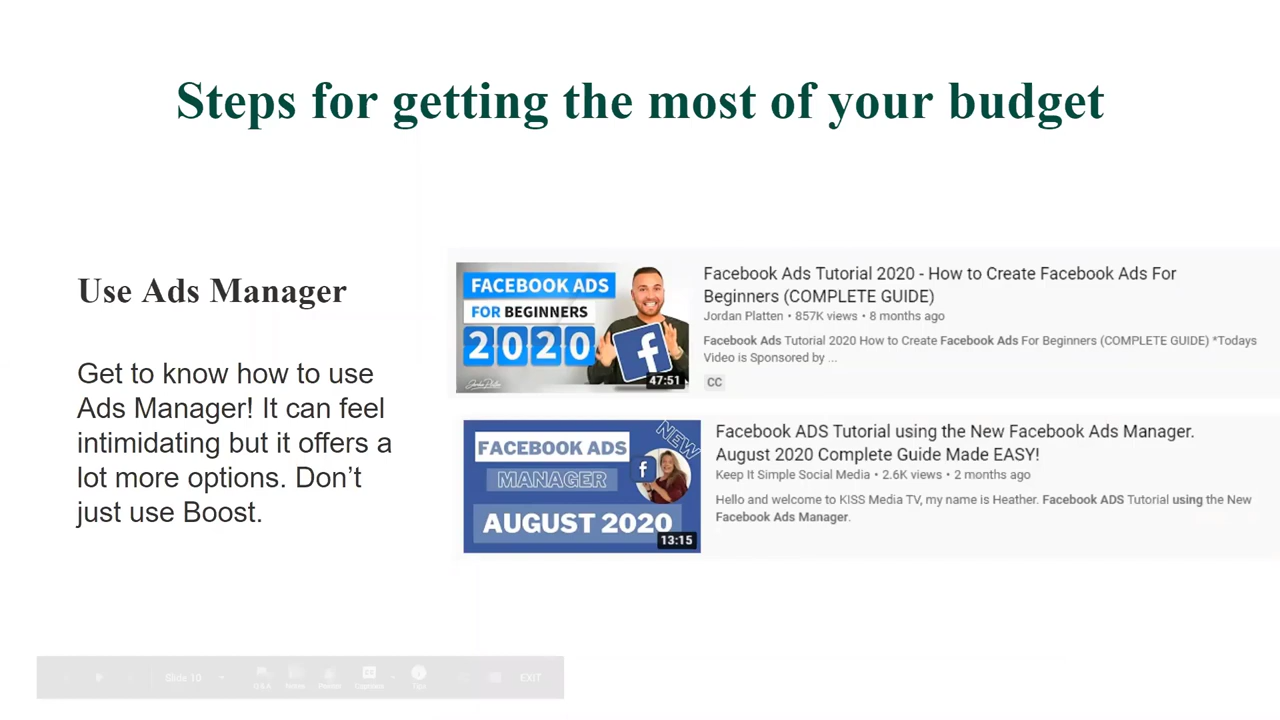 Steps for getting the most of your budget
Use Ads Manager
Get to know how to use
Ads Manager! It can feel
intimidating but it offers a
lot more options. Don’t
just use Boost.
FACEBOOK ADS
FOR BEGINNERS
2020
47:51
Facebook Ads Tutorial 2020 - How to Create Facebook Ads For
Beginners (COMPLETE GUIDE)
Jordan Platten • 857K views • 8 months ago
Facebook Ads Tutorial 2020 How to Create Facebook Ads For Beginners (COMPLETE GUIDE) *Todays
Video is Sponsored by ...
CC
FACEBOOK ADS
NEW
MANAGER
AUGUST 2020
13:15
Facebook ADS Tutorial using the New Facebook Ads Manager.
August 2020 Complete Guide Made EASY!
Keep It Simple Social Media • 2.6K views • 2 months ago
Hello and welcome to KISS Media TV, my name is Heather. Facebook ADS Tutorial using the New
Facebook Ads Manager.
Slide 10
Q&A
Notes
Captions
Tips
EXIT